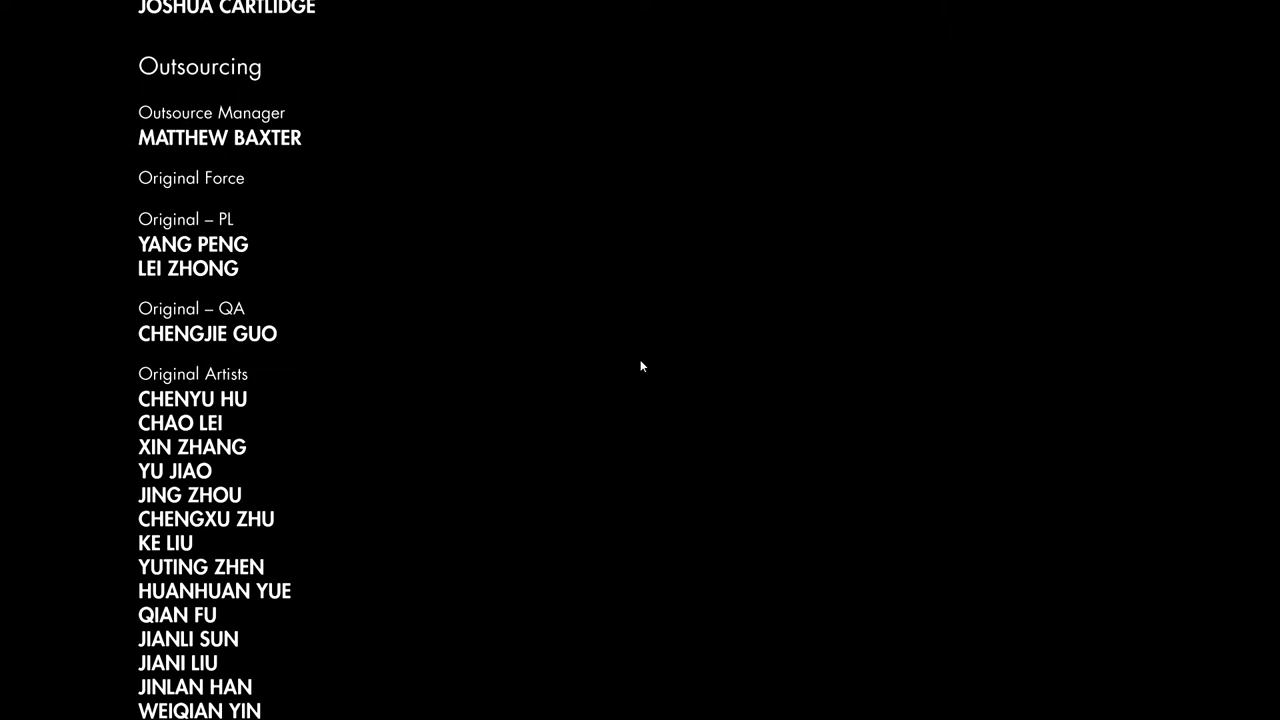 JOSHUA CARTLIDGE
Outsourcing
Outsource Manager
MATTHEW BAXTER
Original Force
Original – PL
YANG PENG
LEI ZHONG
Original – QA
CHENGJIE GUO
Original Artists
CHENYU HU
CHAO LEI
XIN ZHANG
YU JIAO
JING ZHOU
CHENGXU ZHU
KE LIU
YUTING ZHEN
HUANHUAN YUE
QIAN FU
JIANLI SUN
JIANI LIU
JINLAN HAN
WEIQIAN YIN